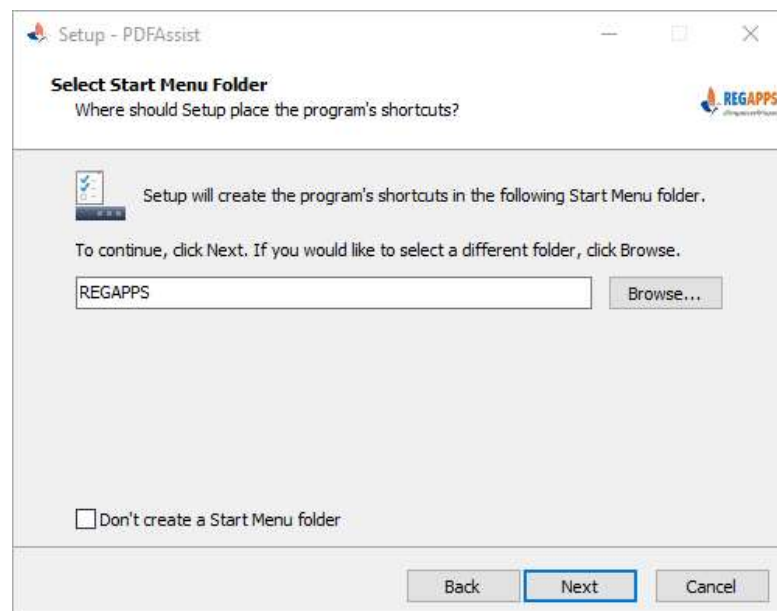 Setup - PDFAssist
Select Start Menu Folder
Where should Setup place the program's shortcuts?
REGAPPS
Setup will create the program's shortcuts in the following Start Menu folder.
To continue, click Next. If you would like to select a different folder, click Browse.
REGAPPS
Browse...
Don't create a Start Menu folder
Back
Next
Cancel